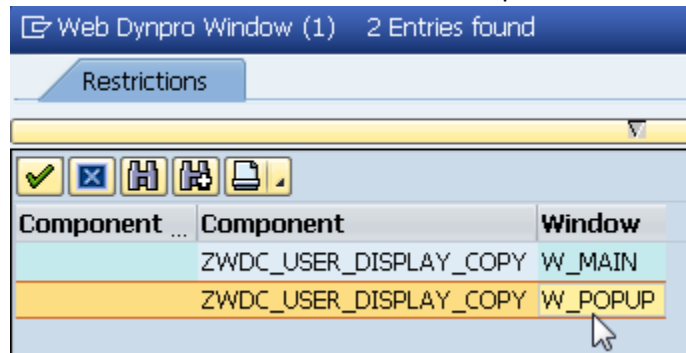 Web Dynpro Window (1) 2 Entries found
Restrictions
Component ... Component Window
ZWDC_USER_DISPLAY_COPY W_MAIN
ZWDC_USER_DISPLAY_COPY W_POPUP